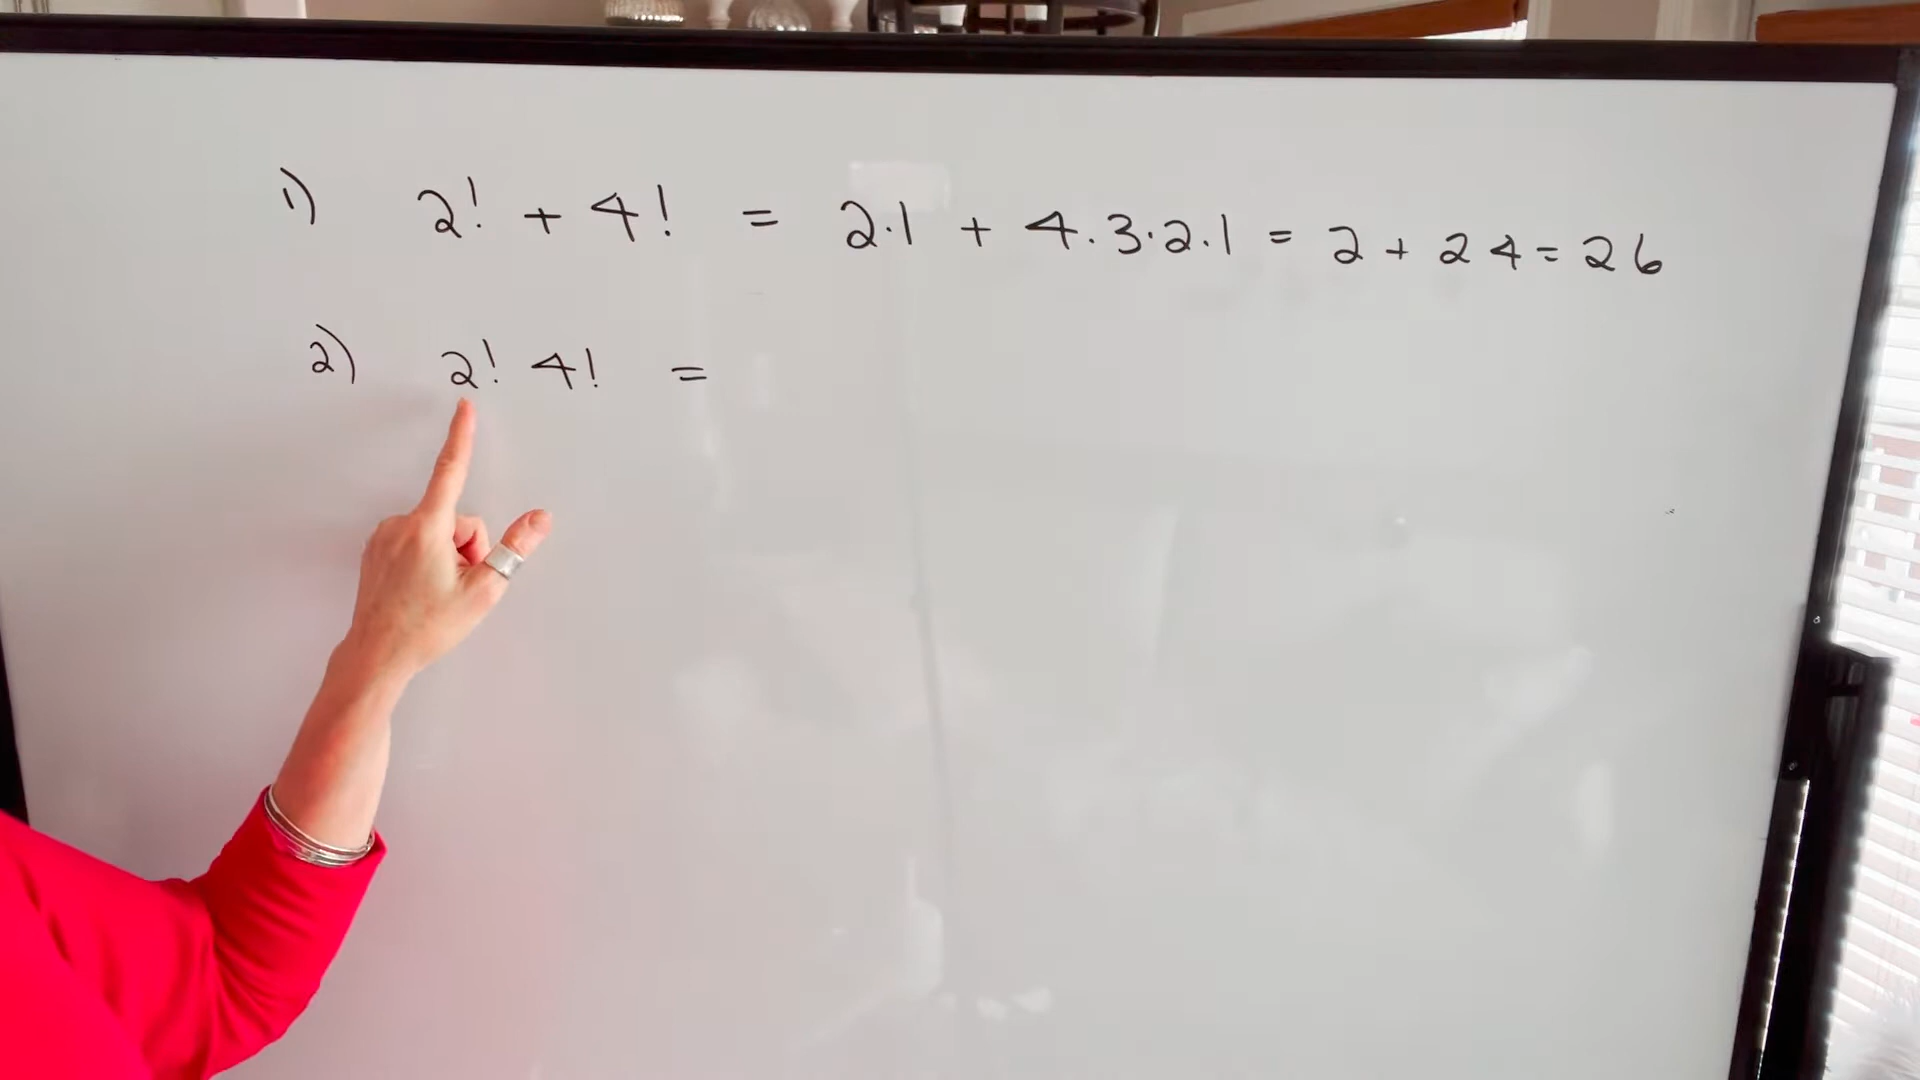 1) 2! + 4! = 2·1 + 4·3·2·1 = 2 + 24 = 26
2) 2! 4! =